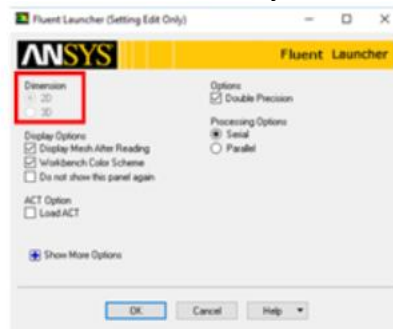 Fluent Launcher (Setting Edit Only)
ANSYS
Fluent Launcher
Dimension
2D
3D
Options
Double Precision
Processing Options
Serial
Parallel
Display Options
Display Mesh After Reading
Workbench Color Scheme
Do not show this panel again
ACT Option
Load ACT
Show More Options
OK
Cancel
Help